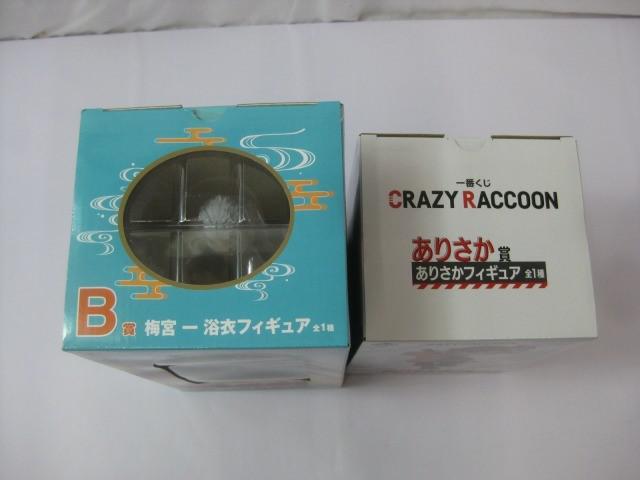 B賞 梅宮 一 浴衣フィギュア 全1種
一番くじ
CRAZY RACCOON
ありさか賞
ありさかフィギュア 全1種